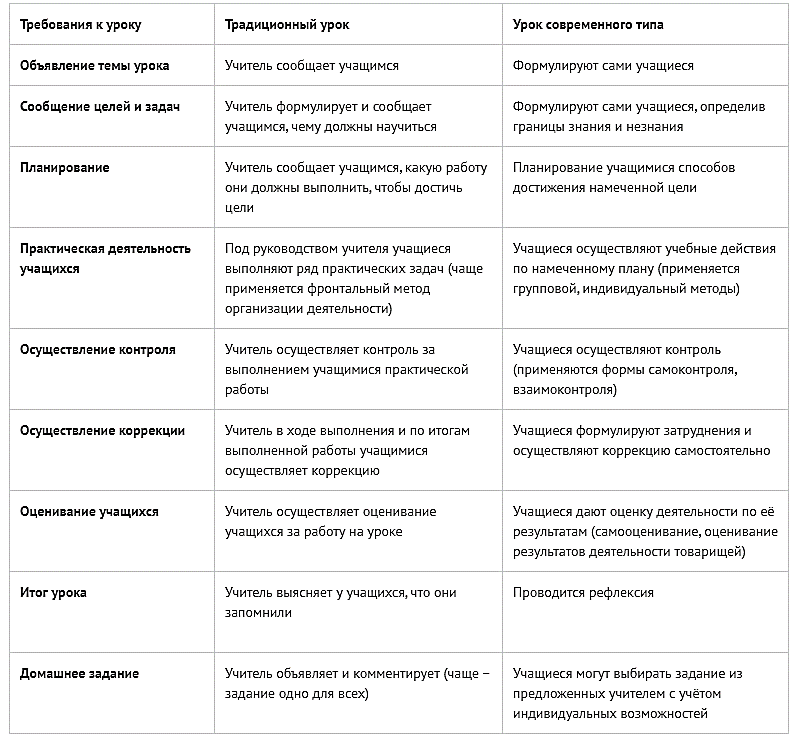 Требования к уроку
Традиционный урок
Урок современного типа
Объявление темы урока
Учитель сообщает учащимся
Формулируют сами учащиеся
Сообщение целей и задач
Учитель формулирует и сообщает
учащимся, чему должны научиться
Формулируют сами учащиеся, определив
границы знания и незнания
Планирование
Учитель сообщает учащимся, какую работу
они должны выполнить, чтобы достичь
цели
Планирование учащимися способов
достижения намеченной цели
Практическая деятельность
учащихся
Под руководством учителя учащиеся
выполняют ряд практических задач (чаще
применяется фронтальный метод
организации деятельности)
Учащиеся осуществляют учебные действия
по намеченному плану (применяется
групповой, индивидуальный методы)
Осуществление контроля
Учитель осуществляет контроль за
выполнением учащимися практической
работы
Учащиеся осуществляют контроль
(применяются формы самоконтроля,
взаимоконтроля)
Осуществление коррекции
Учитель в ходе выполнения и по итогам
выполненной работы учащимися
осуществляет коррекцию
Учащиеся формулируют затруднения и
осуществляют коррекцию самостоятельно
Оценивание учащихся
Учитель осуществляет оценивание
учащихся за работу на уроке
Учащиеся дают оценку деятельности по её
результатам (самооценивание, оценивание
результатов деятельности товарищей)
Итог урока
Учитель выясняет у учащихся, что они
запомнили
Проводится рефлексия
Домашнее задание
Учитель объявляет и комментирует (чаще –
задание одно для всех)
Учащиеся могут выбирать задание из
предложенных учителем с учётом
индивидуальных возможностей